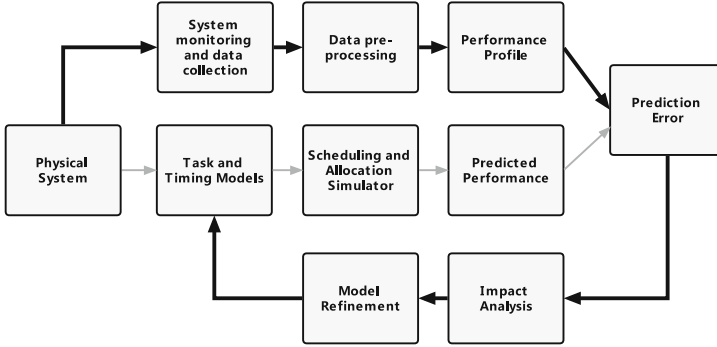 System
monitoring
and data
collection
Data pre-
processing
Performance
Profile
Prediction
Error
Physical
System
Task and
Timing Models
Scheduling and
Allocation
Simulator
Predicted
Performance
Model
Refinement
Impact
Analysis